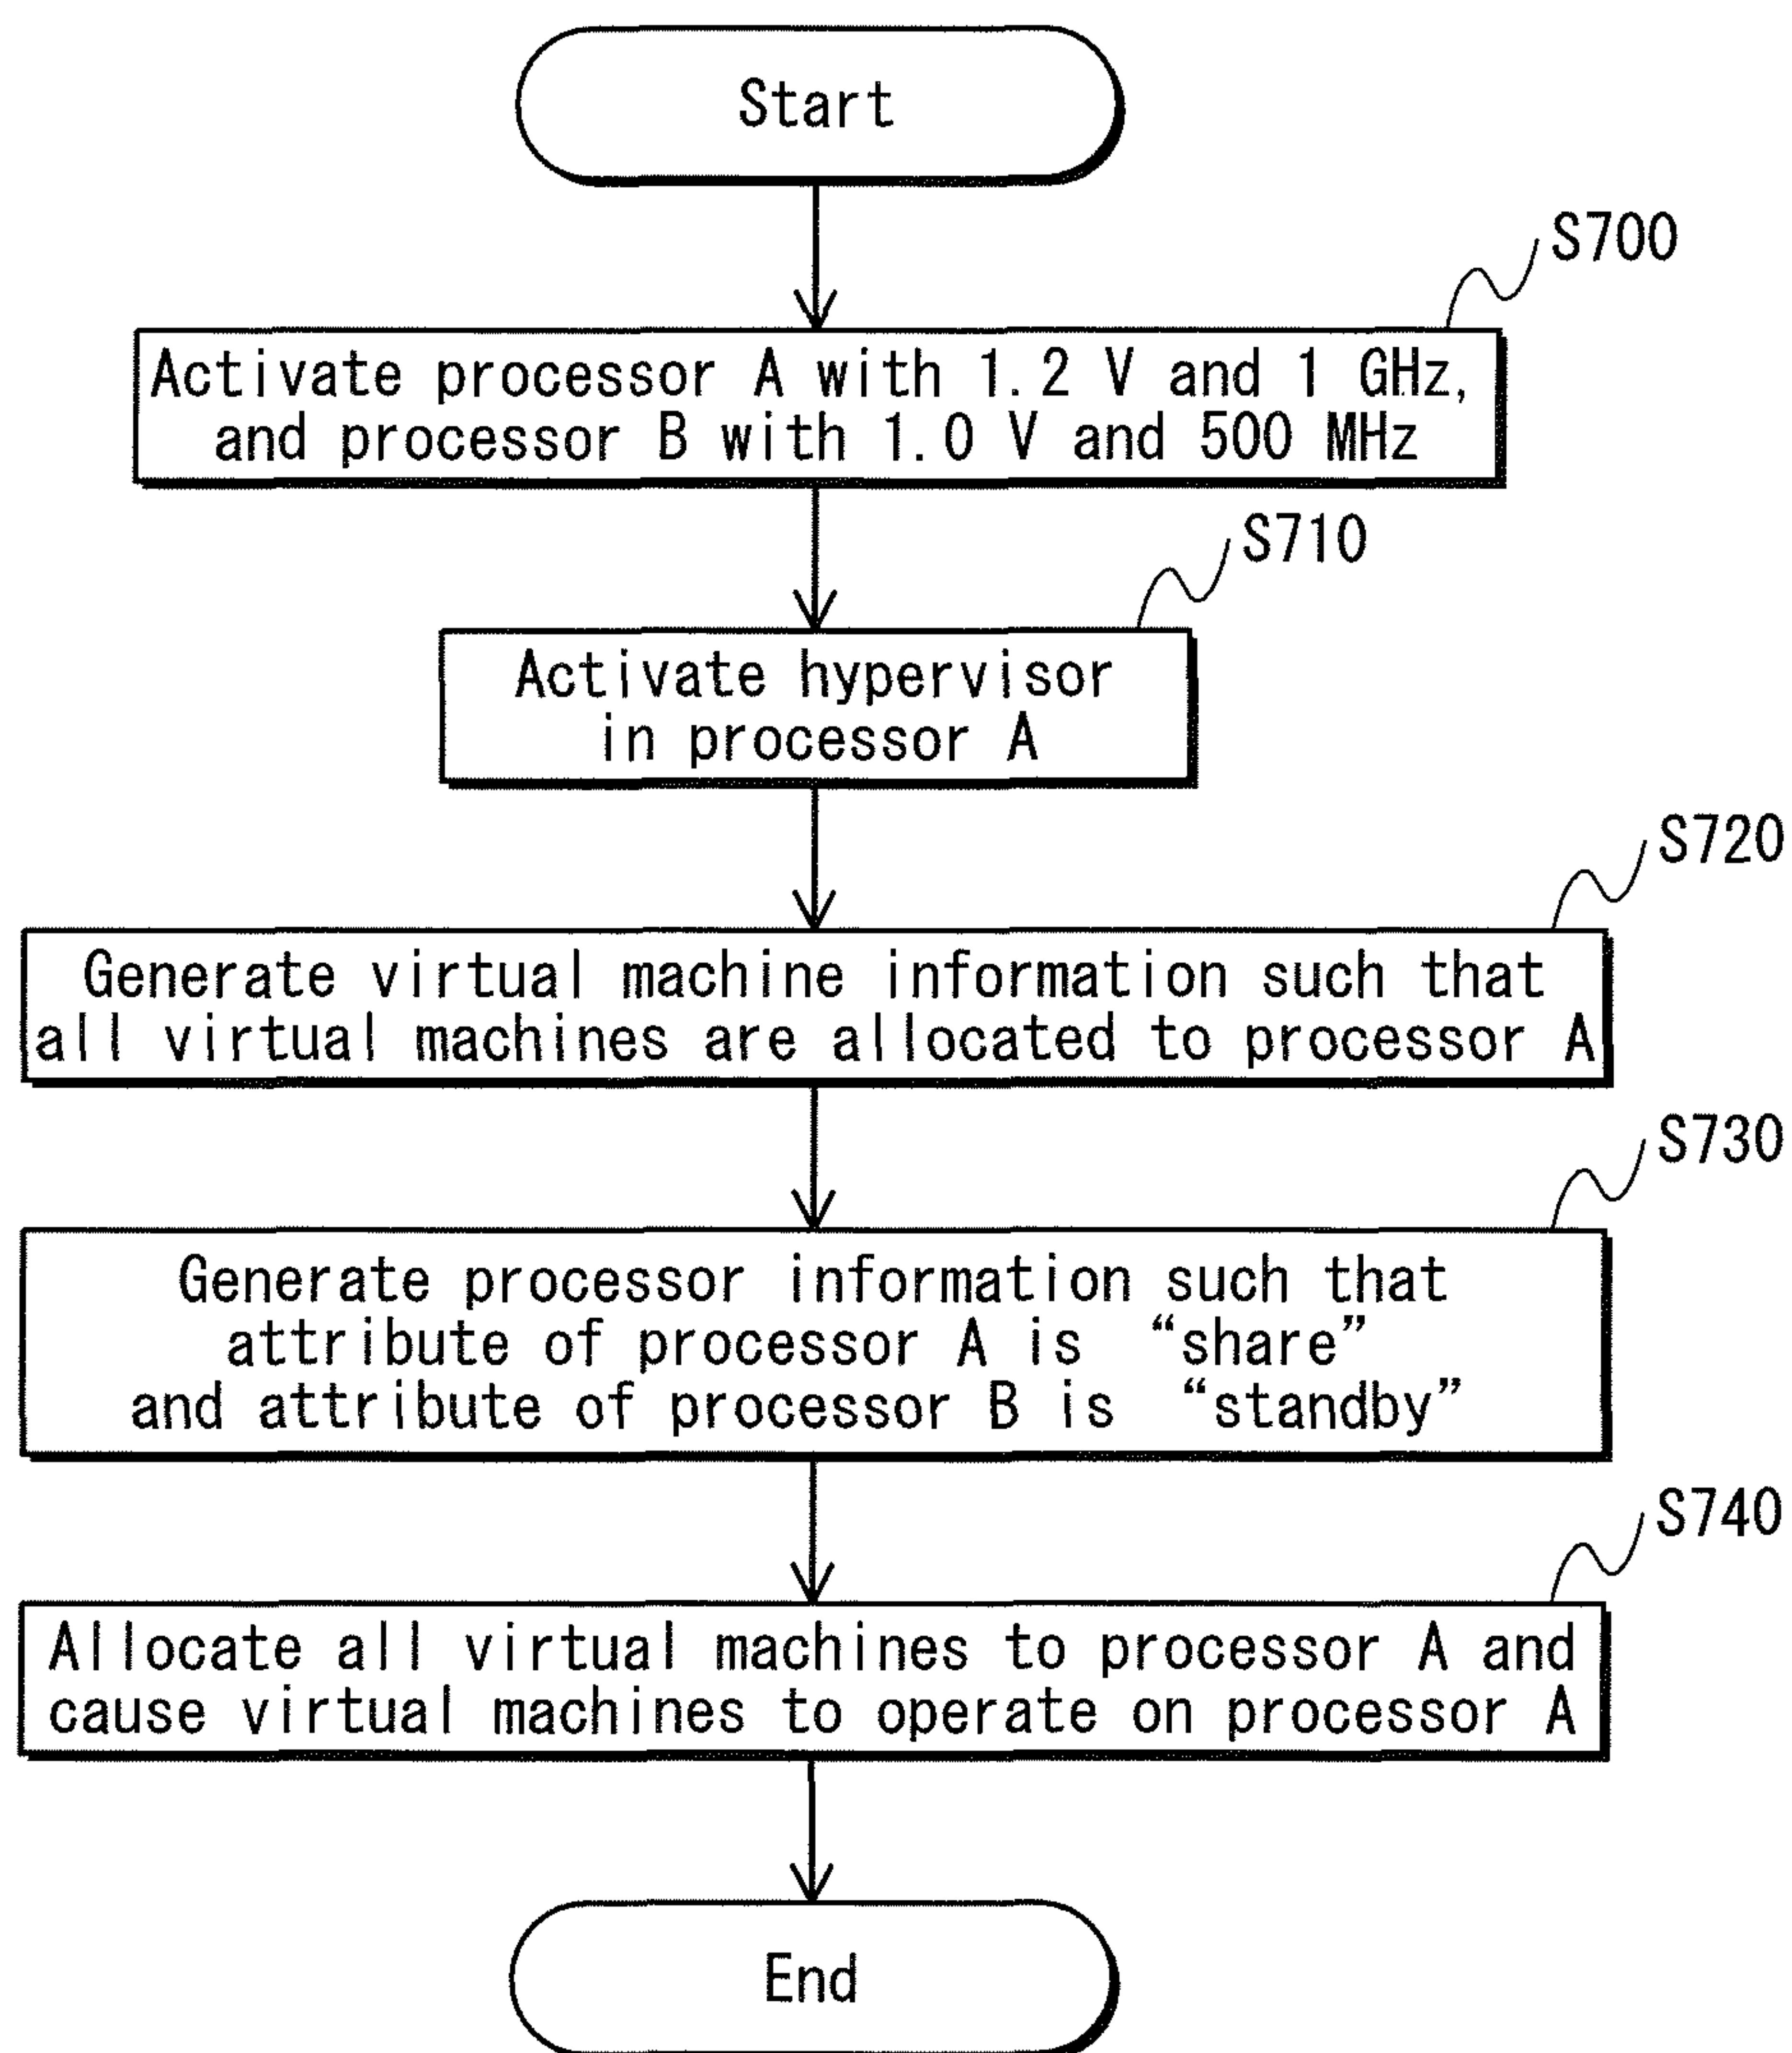 Start
S700
Activate processor A with 1.2 V and 1 GHz,
and processor B with 1.0 V and 500 MHz
S710
Activate hypervisor
in processor A
S720
Generate virtual machine information such that
all virtual machines are allocated to processor A
S730
Generate processor information such that
attribute of processor A is “share”
and attribute of processor B is “standby”
S740
Allocate all virtual machines to processor A and
cause virtual machines to operate on processor A
End